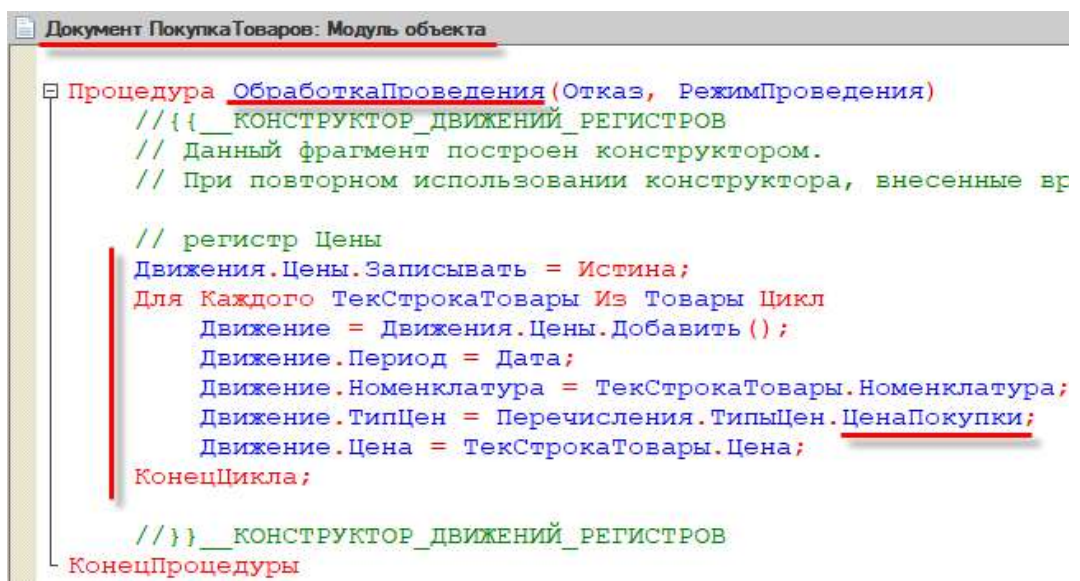 Документ ПокупкаТоваров: Модуль объекта
Процедура ОбработкаПроведения(Отказ, РежимПроведения)
//{{__КОНСТРУКТОР_ДВИЖЕНИЙ_РЕГИСТРОВ
// Данный фрагмент построен конструктором.
// При повторном использовании конструктора, внесенные вр
// регистр Цены
Движения.Цены.Записывать = Истина;
Для Каждого ТекСтрокаТовары Из Товары Цикл
Движение = Движения.Цены.Добавить();
Движение.Период = Дата;
Движение.Номенклатура = ТекСтрокаТовары.Номенклатура;
Движение.ТипЦен = Перечисления.ТипыЦен.ЦенаПокупки;
Движение.Цена = ТекСтрокаТовары.Цена;
КонецЦикла;
//}}__КОНСТРУКТОР_ДВИЖЕНИЙ_РЕГИСТРОВ
КонецПроцедуры